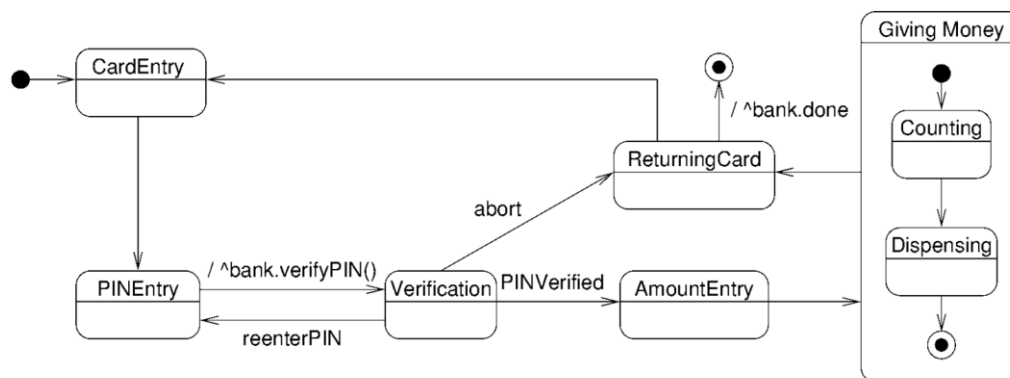 Giving Money
CardEntry
/ ^bank.done
Counting
ReturningCard
abort
Dispensing
/ ^bank.verifyPIN()
PINEntry
Verification
PINVerified
AmountEntry
reenterPIN